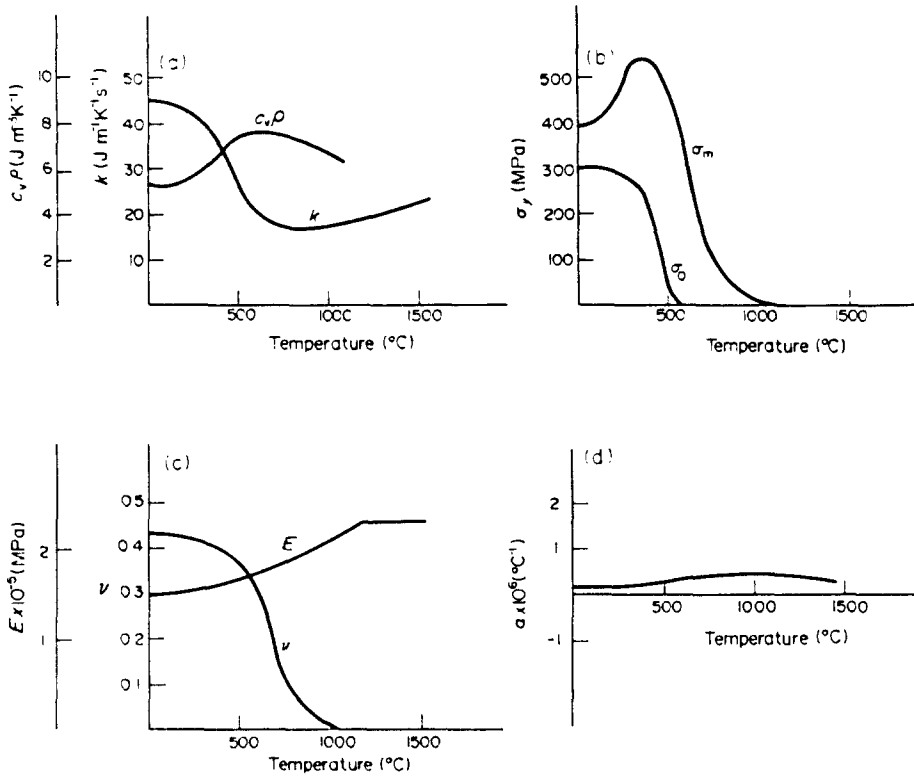 (a)
c_vρ (J m⁻³K⁻¹)
10
8
6
4
2
k (J m⁻¹K⁻¹s⁻¹)
50
40
30
20
10
c_vρ
k
500
1000
1500
Temperature (°C)
(b)
σ_y (MPa)
500
400
300
200
100
σ_m
σ_0
500
1000
1500
Temperature (°C)
(c)
E×10⁻⁵ (MPa)
2
1
ν
0.5
0.4
0.3
0.2
0.1
E
ν
500
1000
1500
Temperature (°C)
(d)
α×10⁶(°C⁻¹)
2
1
0
-1
500
1000
1500
Temperature (°C)